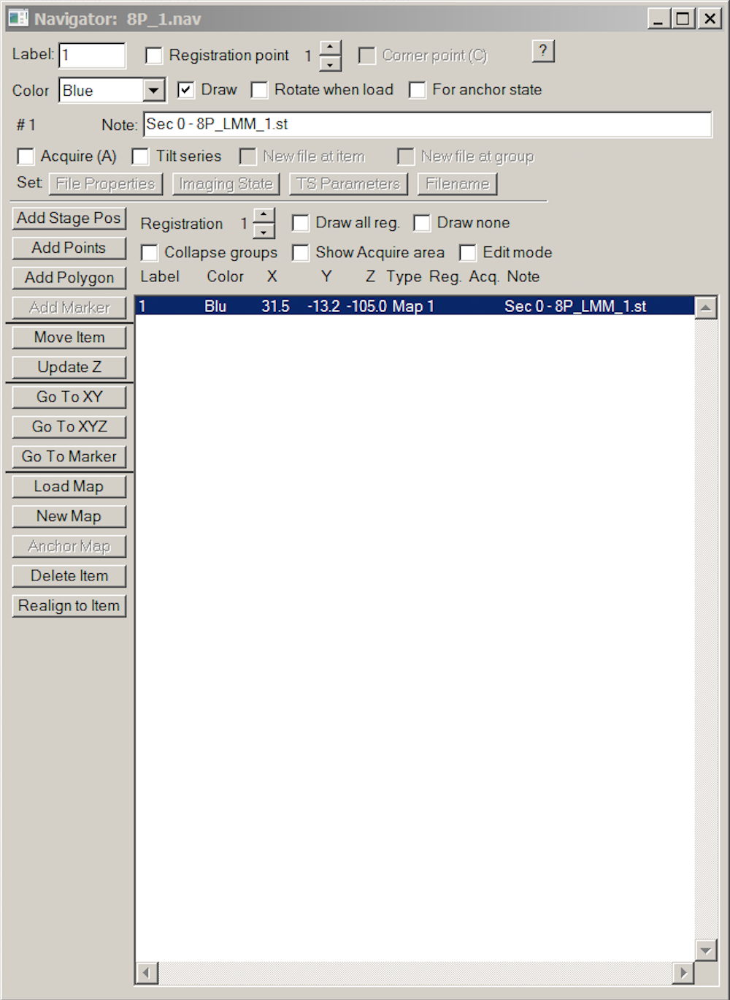 Navigator: 8P_1.nav
Label: 1 Registration point 1 Corner point (C) ?
Color Blue Draw Rotate when load For anchor state
# 1 Note: Sec 0 - 8P_LMM_1.st
Acquire (A) Tilt series New file at item New file at group
Set: File Properties Imaging State TS Parameters Filename
Add Stage Pos Registration 1 Draw all reg. Draw none
Add Points Collapse groups Show Acquire area Edit mode
Add Polygon Label Color X Y Z Type Reg. Acq. Note
Add Marker 1 Blu 31.5 -13.2 -105.0 Map 1 Sec 0 - 8P_LMM_1.st
Move Item
Update Z
Go To XY
Go To XYZ
Go To Marker
Load Map
New Map
Anchor Map
Delete Item
Realign to Item